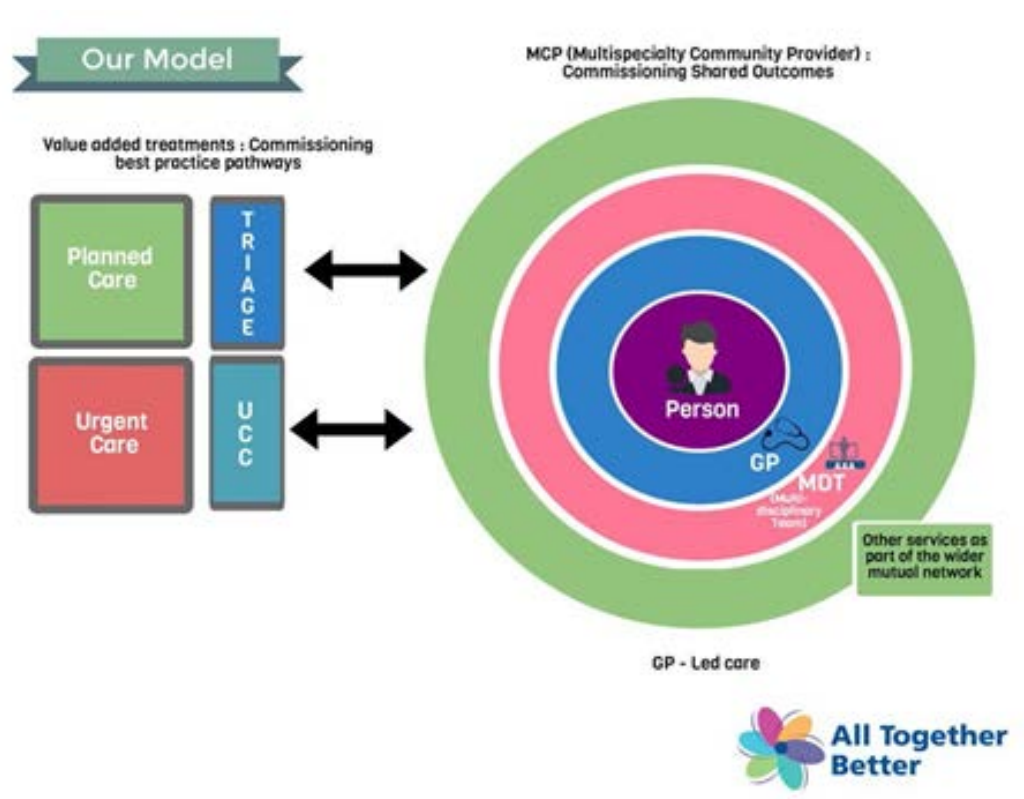 Our Model
MCP (Multispecialty Community Provider) :
Commissioning Shared Outcomes
Value added treatments : Commissioning
best practice pathways
Planned
Care
TRIAGE
Urgent
Care
UCC
Person
GP
MDT
(Multi-
disciplinary
Team)
Other services as
part of the wider
mutual network
GP - Led care
All Together
Better